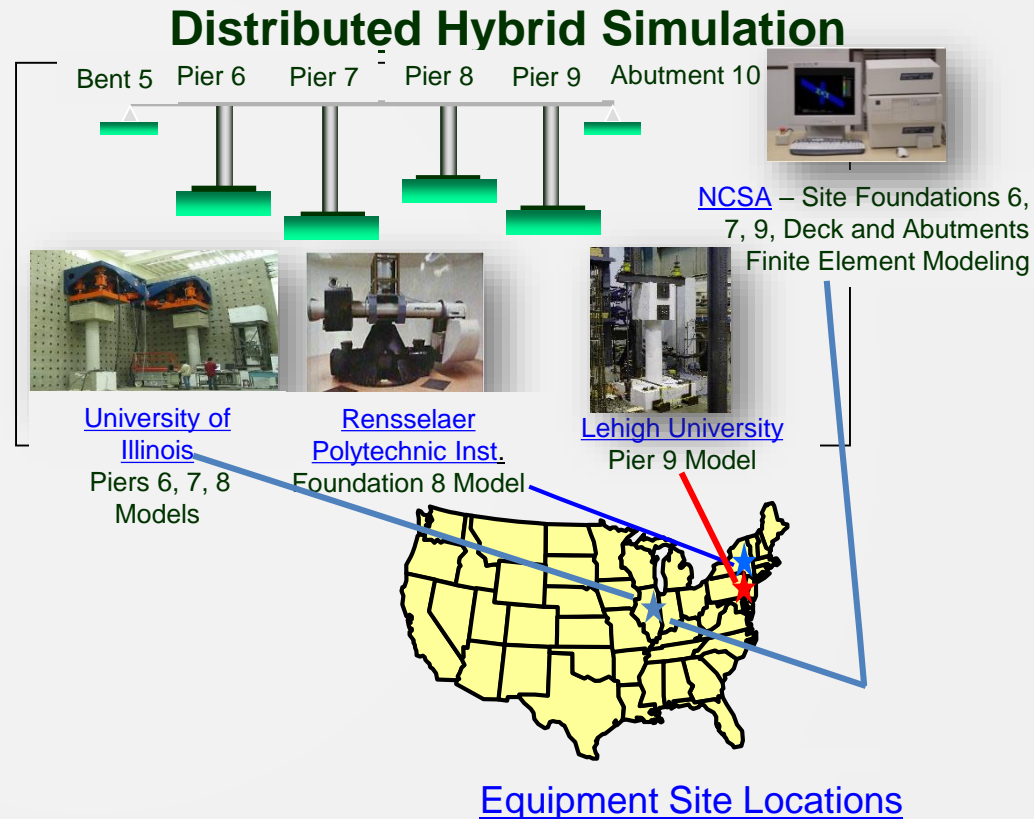 Distributed Hybrid Simulation
Bent 5 Pier 6 Pier 7 Pier 8 Pier 9 Abutment 10
NCSA – Site Foundations 6,
7, 9, Deck and Abutments
Finite Element Modeling
University of
Illinois
Piers 6, 7, 8
Models
Rensselaer
Polytechnic Inst.
Foundation 8 Model
Lehigh University
Pier 9 Model
Equipment Site Locations